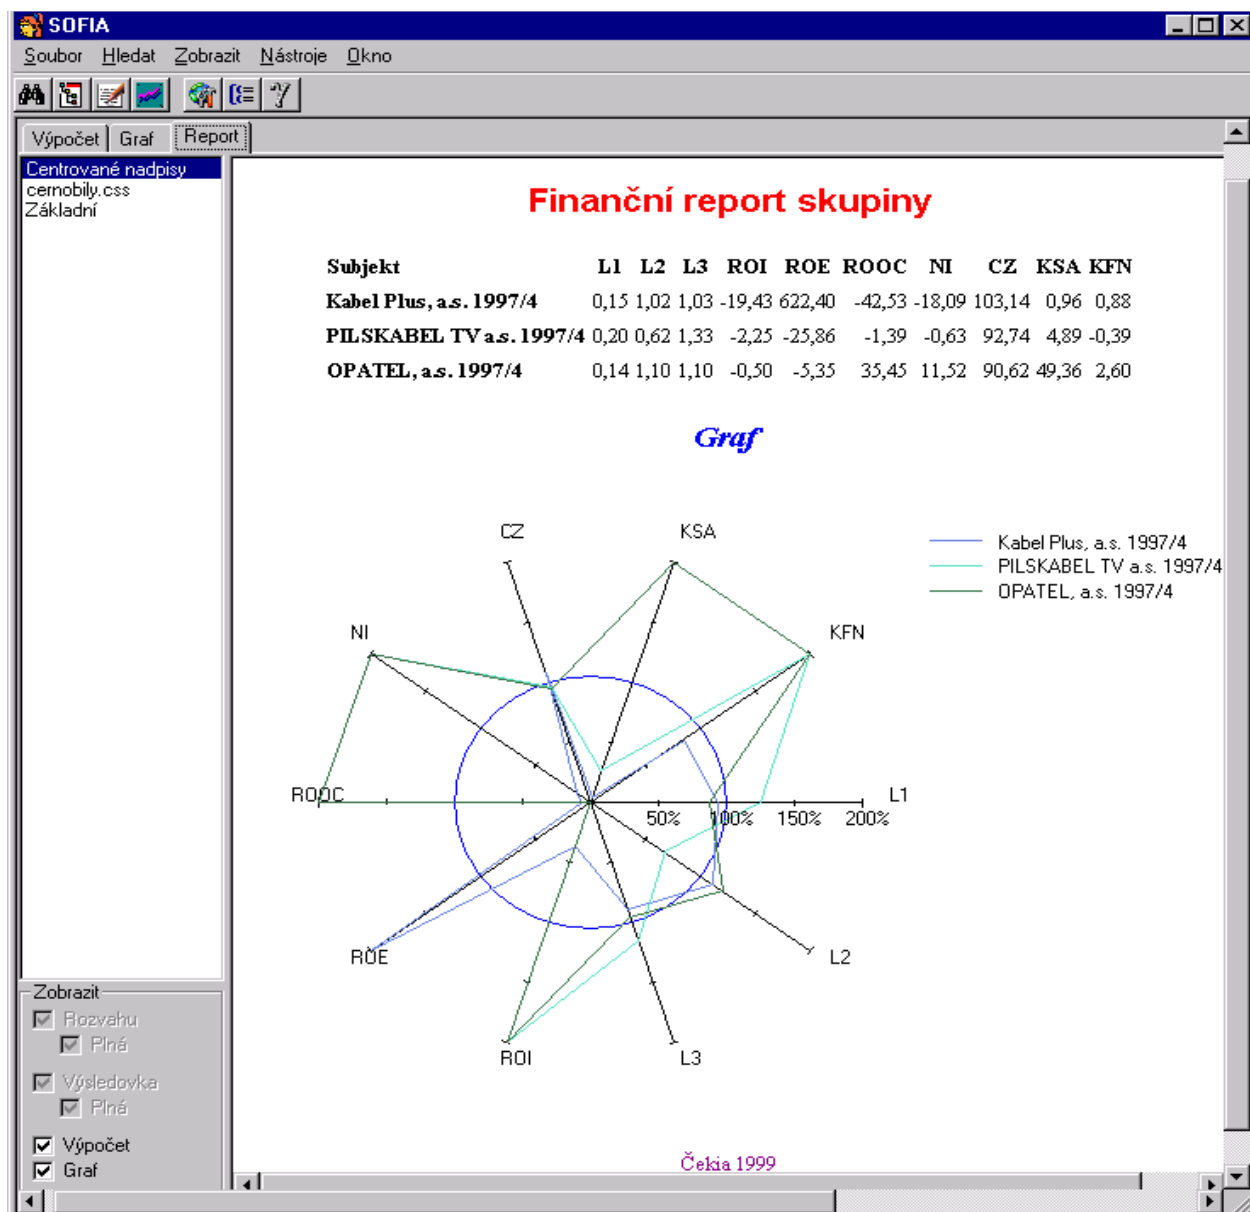 SOFIA
Soubor Hledat Zobrazit Nástroje Okno
Výpočet Graf Report
Centrované nadpisy
cernobily.css
Základní
Finanční report skupiny
Subjekt L1 L2 L3 ROI ROE ROOC NI CZ KSA KFN
Kabel Plus, a.s. 1997/4 0,15 1,02 1,03 -19,43 622,40 -42,53 -18,09 103,14 0,96 0,88
PILSKABEL TV a.s. 1997/4 0,20 0,62 1,33 -2,25 -25,86 -1,39 -0,63 92,74 4,89 -0,39
OPATEL, a.s. 1997/4 0,14 1,10 1,10 -0,50 -5,35 35,45 11,52 90,62 49,36 2,60
Graf
CZ KSA
Kabel Plus, a.s. 1997/4
PILSKABEL TV a.s. 1997/4
OPATEL, a.s. 1997/4
NI KFN
ROOC L1
50% 100% 150% 200%
ROE L2
ROI L3
Zobrazit
Rozvahu
Plná
Výsledovka
Plná
Výpočet
Graf
Čekia 1999